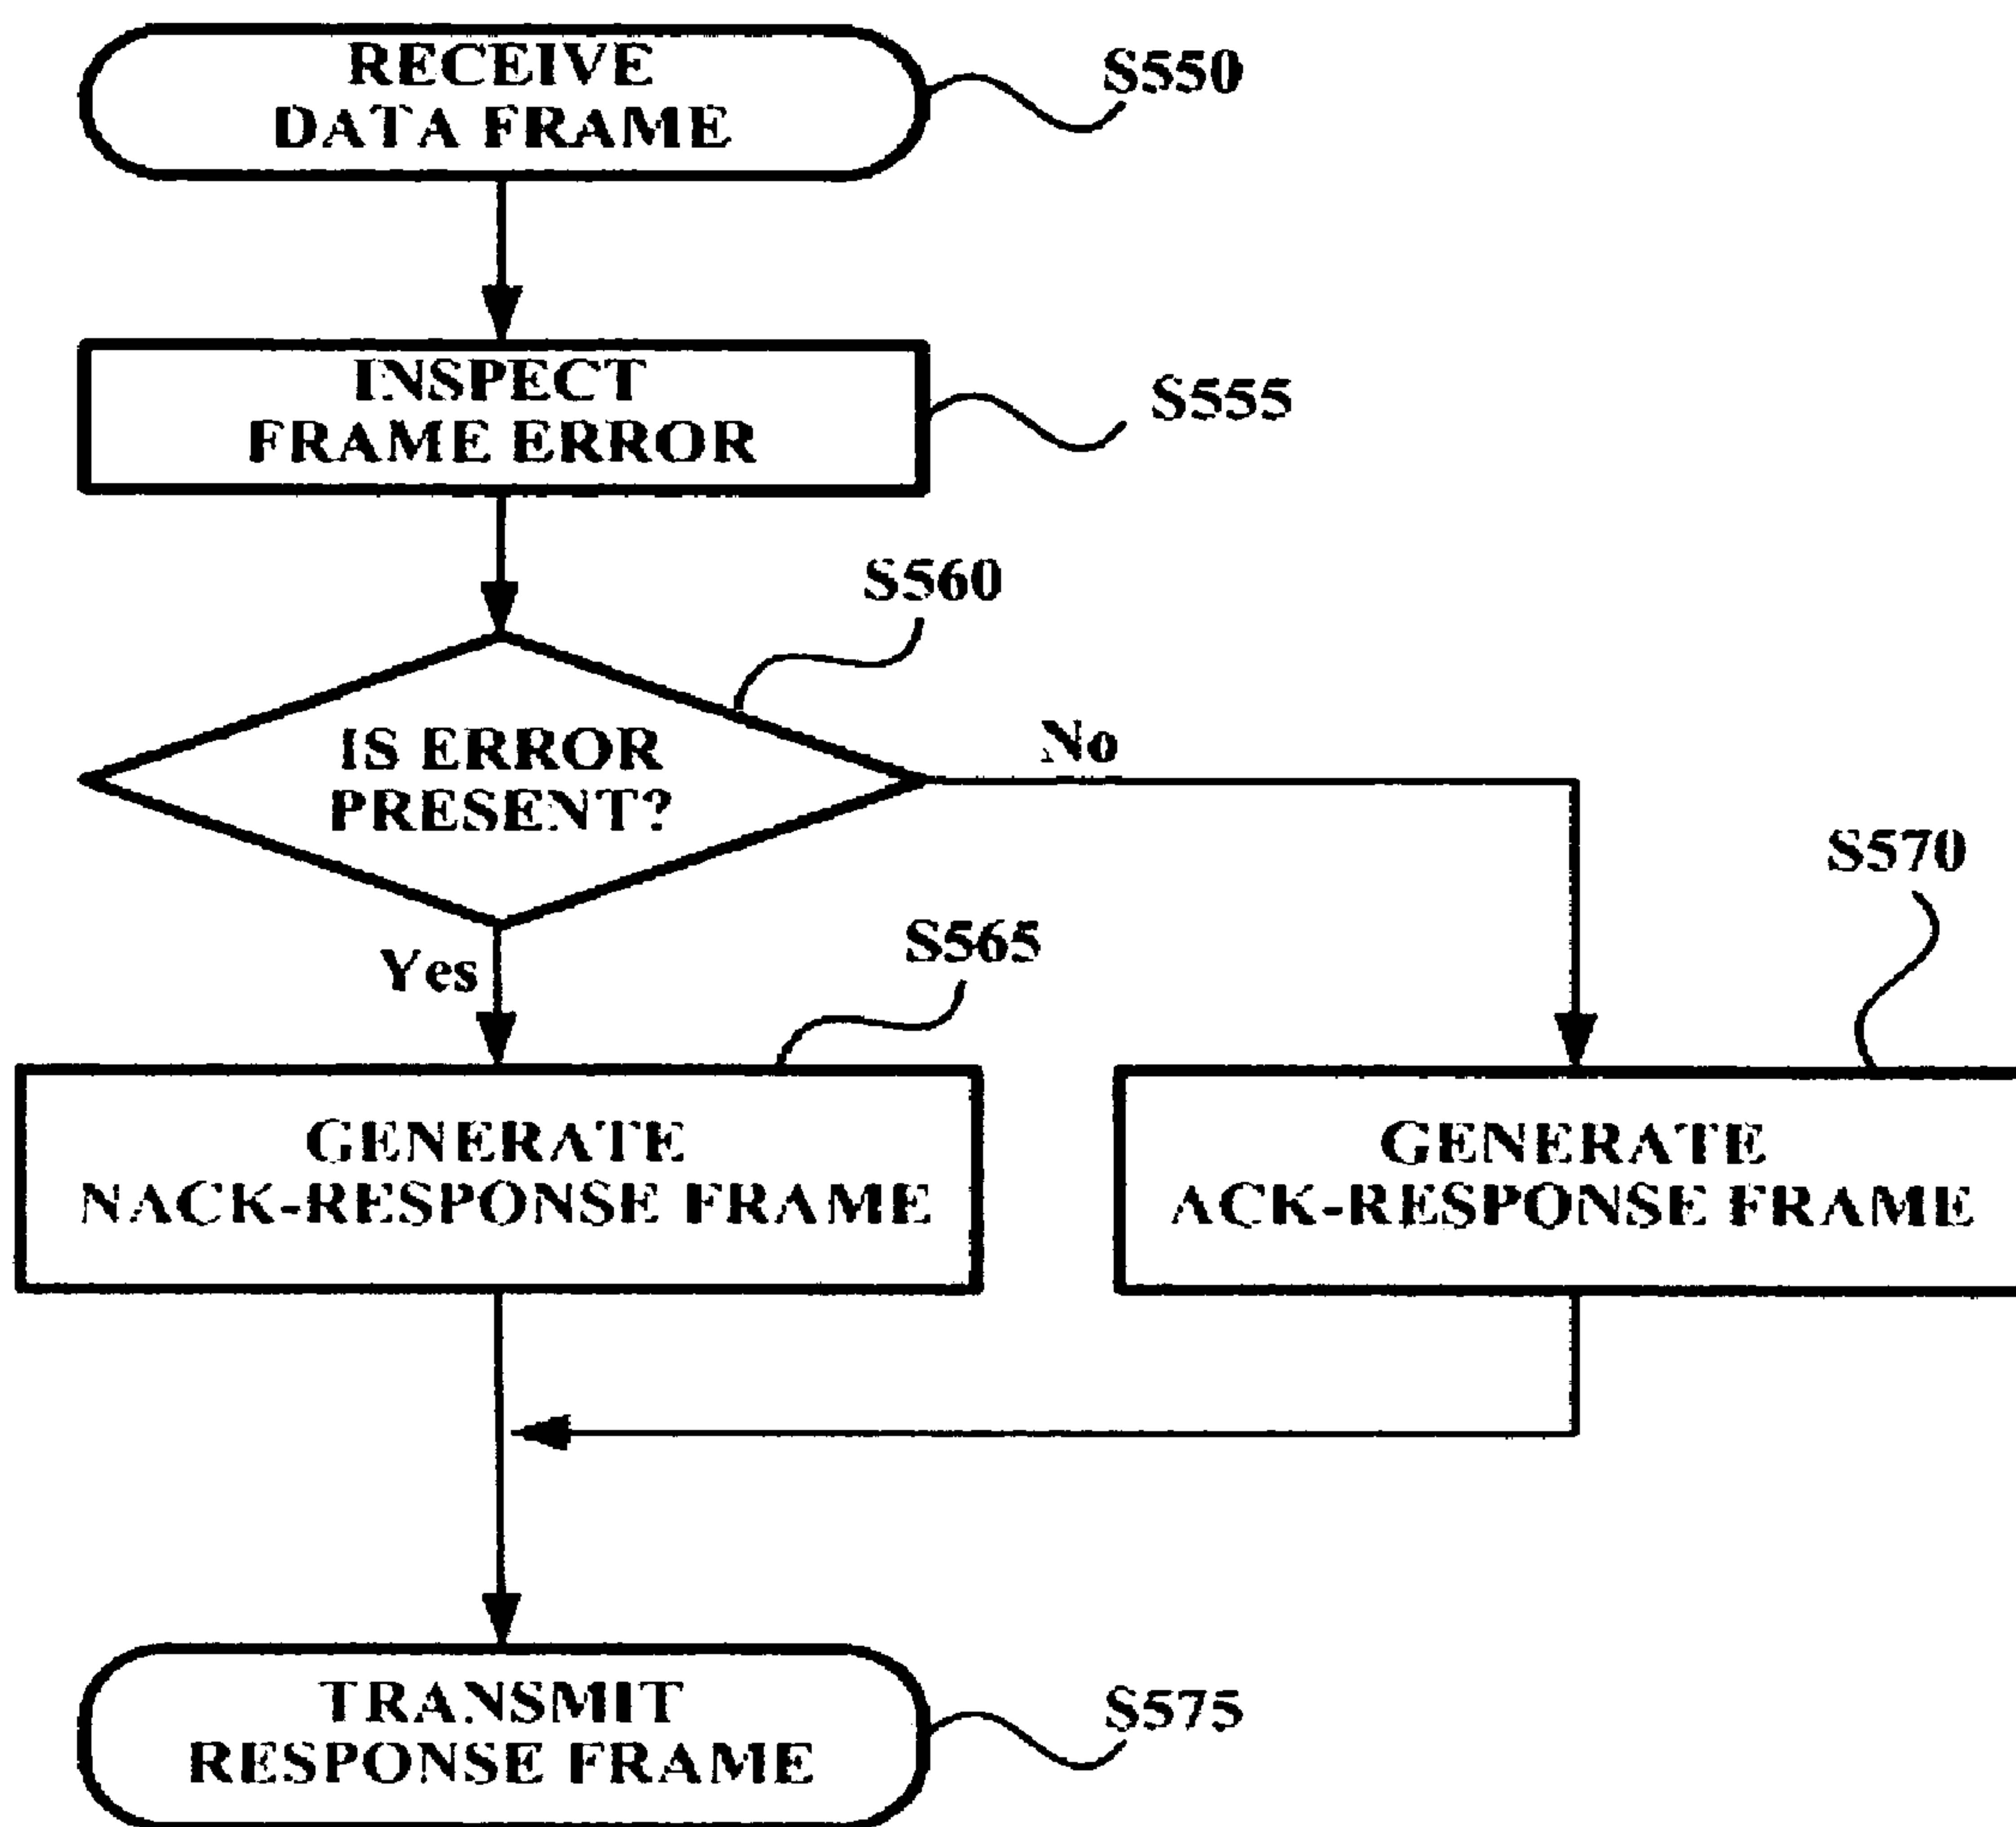 RECEIVE
DATA FRAME
S550
INSPECT
FRAME ERROR
S555
S560
IS ERROR
PRESENT?
No
Yes
S565
S570
GENERATE
NACK-RESPONSE FRAME
GENERATE
ACK-RESPONSE FRAME
TRANSMIT
RESPONSE FRAME
S575